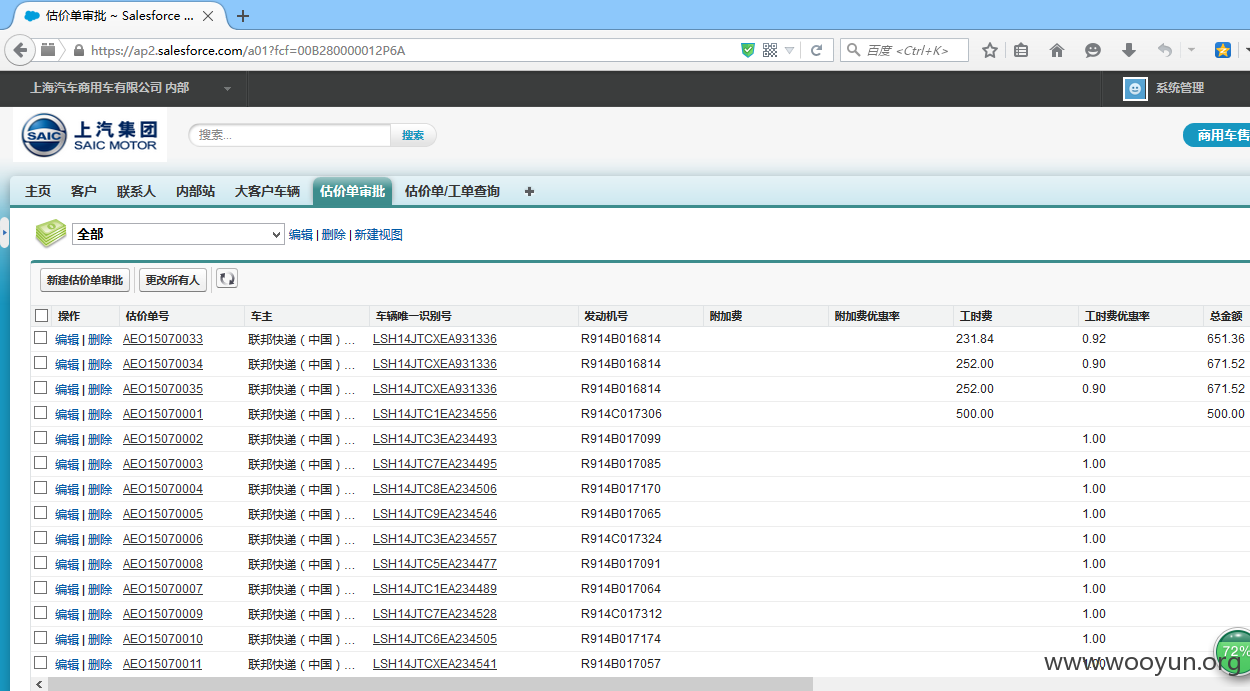 估价单审批 ~ Salesforce ...
https://ap2.salesforce.com/a01?fcf=00B280000012P6A
百度 <Ctrl+K>
上海汽车商用车有限公司 内部
系统管理
SAIC 上汽集团
SAIC MOTOR
搜索...
搜索
商用车售
主页 客户 联系人 内部站 大客户车辆 估价单审批 估价单/工单查询
全部
编辑 | 删除 | 新建视图
新建估价单审批 更改所有人
操作 估价单号 车主 车辆唯一识别号 发动机号 附加费 附加费优惠率 工时费 工时费优惠率 总金额
编辑 | 删除 AEO15070033 联邦快递（中国）... LSH14JTCXEA931336 R914B016814 231.84 0.92 651.36
编辑 | 删除 AEO15070034 联邦快递（中国）... LSH14JTCXEA931336 R914B016814 252.00 0.90 671.52
编辑 | 删除 AEO15070035 联邦快递（中国）... LSH14JTCXEA931336 R914B016814 252.00 0.90 671.52
编辑 | 删除 AEO15070001 联邦快递（中国）... LSH14JTC1EA234556 R914C017306 500.00 500.00
编辑 | 删除 AEO15070002 联邦快递（中国）... LSH14JTC3EA234493 R914B017099 1.00
编辑 | 删除 AEO15070003 联邦快递（中国）... LSH14JTC7EA234495 R914B017085 1.00
编辑 | 删除 AEO15070004 联邦快递（中国）... LSH14JTC8EA234506 R914B017170 1.00
编辑 | 删除 AEO15070005 联邦快递（中国）... LSH14JTC9EA234546 R914B017065 1.00
编辑 | 删除 AEO15070006 联邦快递（中国）... LSH14JTC3EA234557 R914C017324 1.00
编辑 | 删除 AEO15070008 联邦快递（中国）... LSH14JTC5EA234477 R914B017091 1.00
编辑 | 删除 AEO15070007 联邦快递（中国）... LSH14JTC1EA234489 R914B017064 1.00
编辑 | 删除 AEO15070009 联邦快递（中国）... LSH14JTC7EA234528 R914C017312 1.00
编辑 | 删除 AEO15070010 联邦快递（中国）... LSH14JTC6EA234505 R914B017174 1.00
编辑 | 删除 AEO15070011 联邦快递（中国）... LSH14JTCXEA234541 R914B017057 1.00
72%
www.wooyun.org